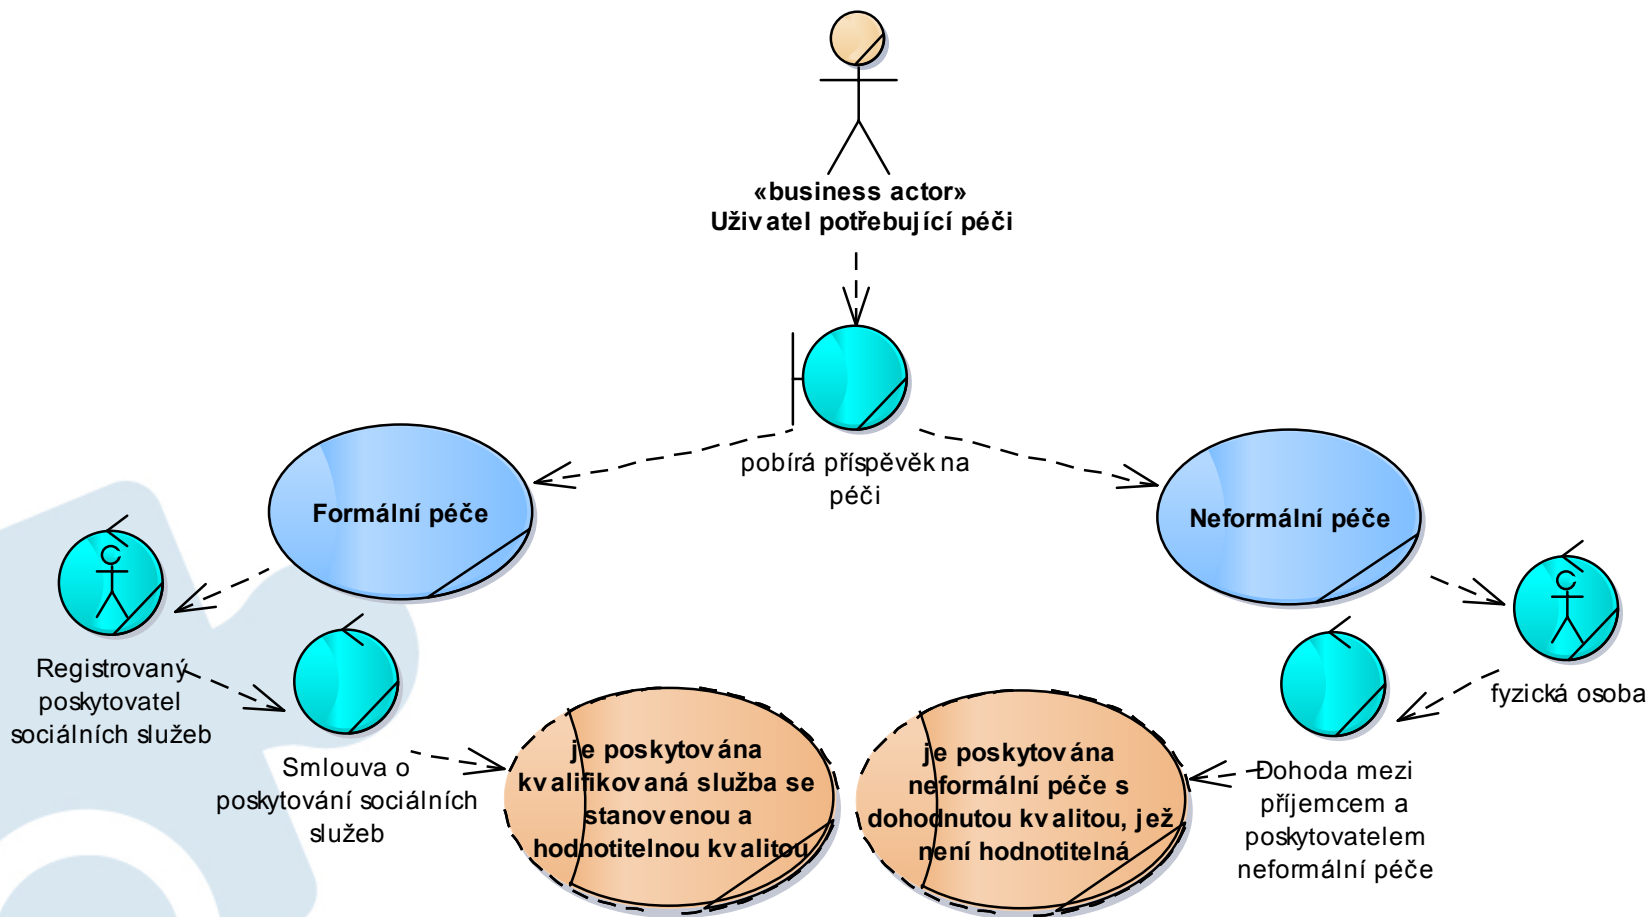 «business actor»
Uživatel potřebující péči
pobírá příspěvěk na
péči
Formální péče
Neformální péče
Registrovaný
poskytovatel
sociálních služeb
Smlouva o
poskytování sociálních
služeb
je poskytována
kvalifikovaná služba se
stanovenou a
hodnotitelnou kvalitou
je poskytována
neformální péče s
dohodnutou kvalitou, jež
není hodnotitelná
fyzická osoba
Dohoda mezi
příjemcem a
poskytovatelem
neformální péče